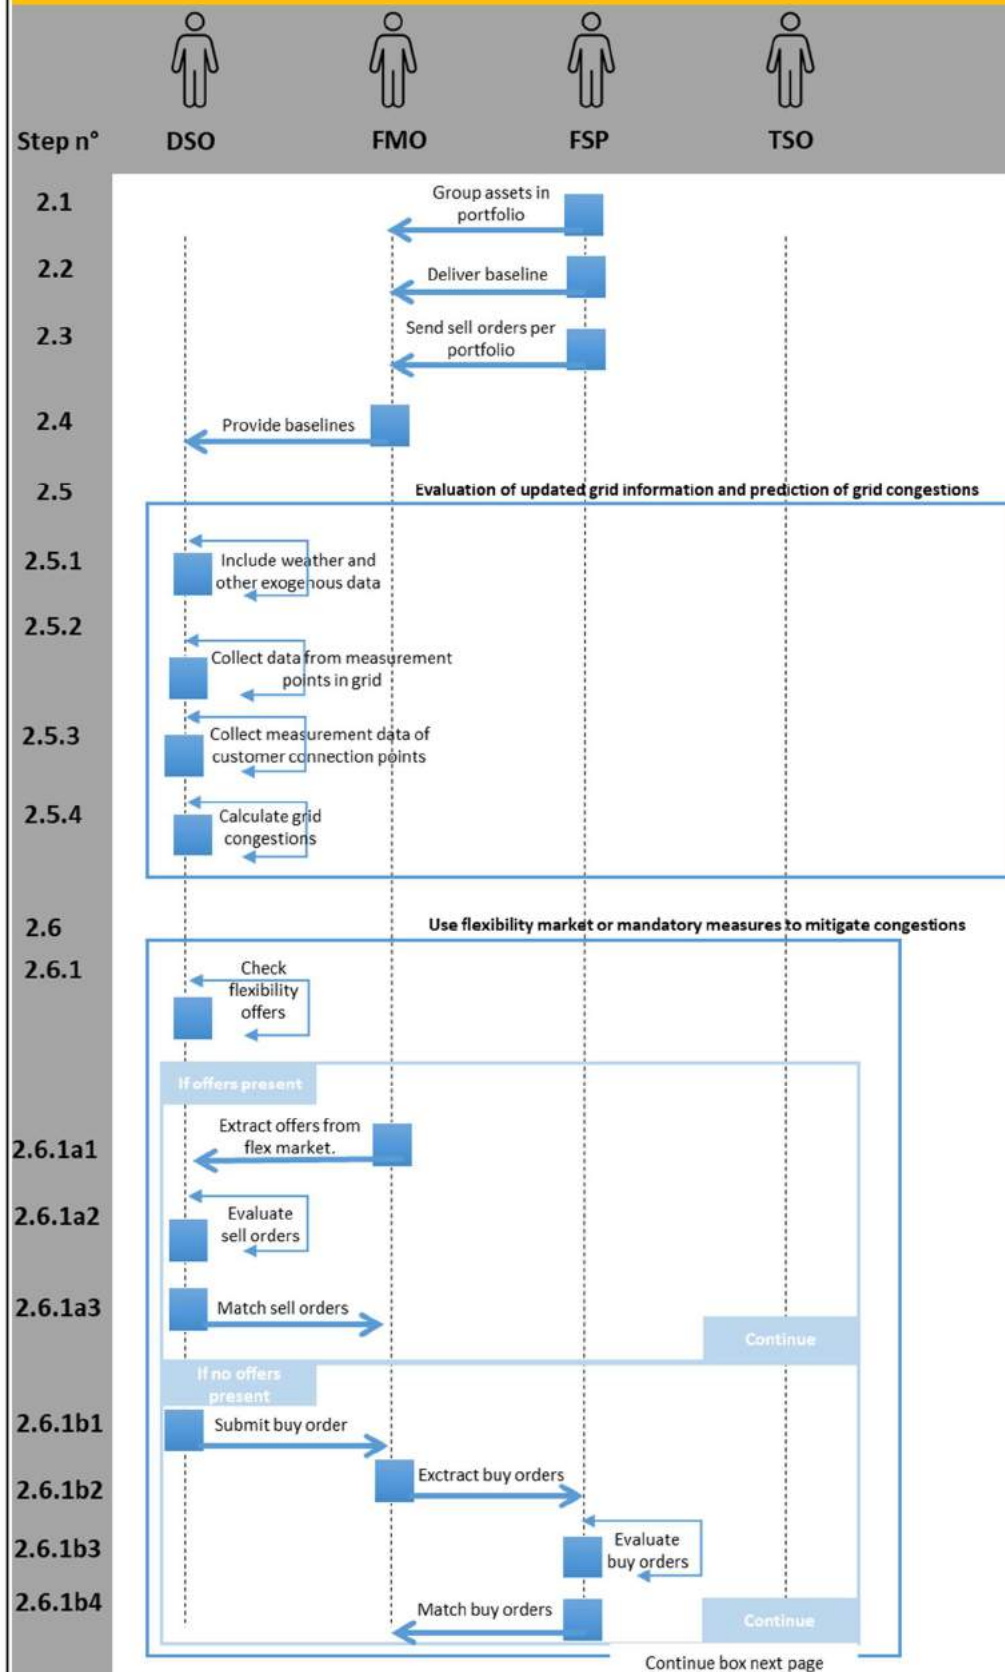 Step n° DSO FMO FSP TSO
2.1
Group assets in
portfolio
2.2
Deliver baseline
2.3
Send sell orders per
portfolio
2.4
Provide baselines
2.5
Evaluation of updated grid information and prediction of grid congestions
2.5.1
Include weather and
other exogenous data
2.5.2
Collect data from measurement
points in grid
2.5.3
Collect measurement data of
customer connection points
2.5.4
Calculate grid
congestions
2.6
Use flexibility market or mandatory measures to mitigate congestions
2.6.1
Check
flexibility
offers
If offers present
2.6.1a1
Extract offers from
flex market.
2.6.1a2
Evaluate
sell orders
2.6.1a3
Match sell orders
Continue
If no offers
present
2.6.1b1
Submit buy order
2.6.1b2
Exctract buy orders
2.6.1b3
Evaluate
buy orders
2.6.1b4
Match buy orders
Continue
Continue box next page